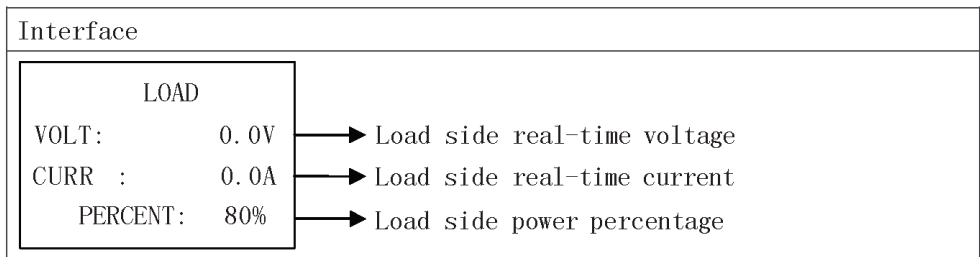 Interface
LOAD
VOLT: 0.0V Load side real-time voltage
CURR : 0.0A Load side real-time current
PERCENT: 80% Load side power percentage